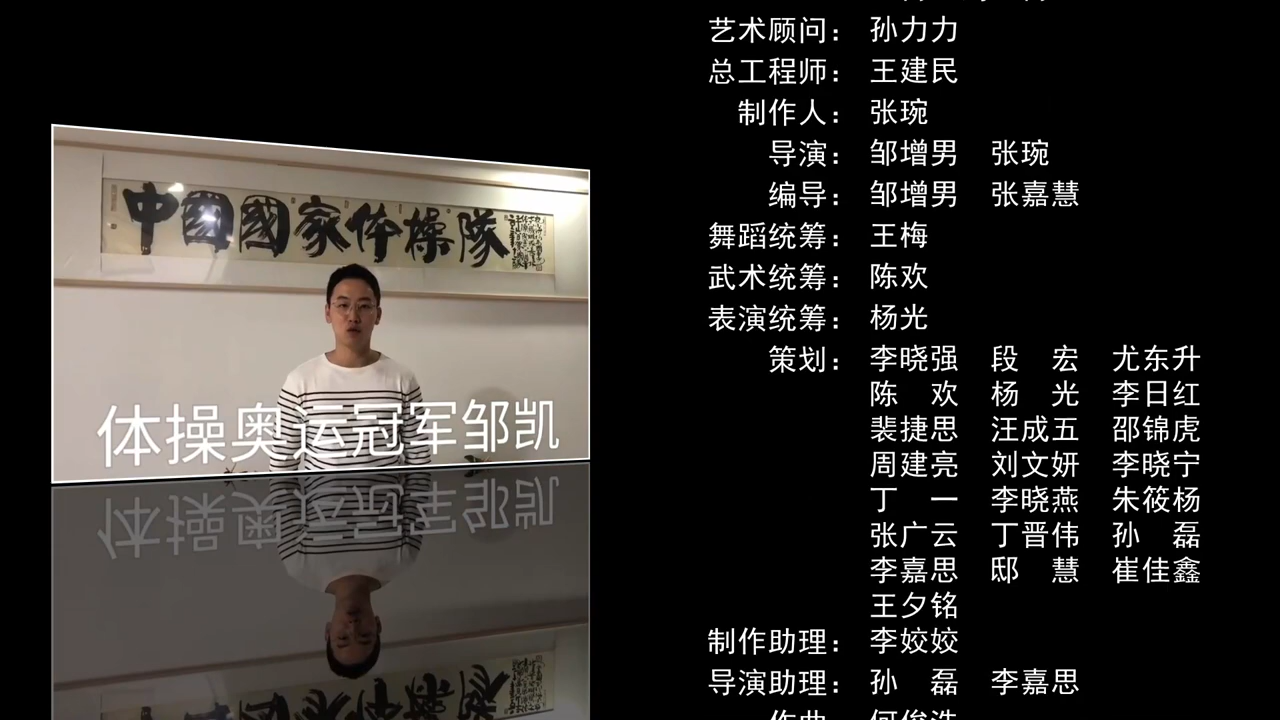 中國國家体操隊
体操奥运冠军邹凯
艺术顾问： 孙力力
总工程师： 王建民
制作人： 张琬
导演： 邹增男 张琬
编导： 邹增男 张嘉慧
舞蹈统筹： 王梅
武术统筹： 陈欢
表演统筹： 杨光
策划： 李晓强 段 宏 尤东升
陈 欢 杨 光 李日红
裴捷思 汪成五 邵锦虎
周建亮 刘文妍 李晓宁
丁 一 李晓燕 朱筱杨
张广云 丁晋伟 孙 磊
李嘉思 邸 慧 崔佳鑫
王夕铭
制作助理： 李姣姣
导演助理： 孙 磊 李嘉思